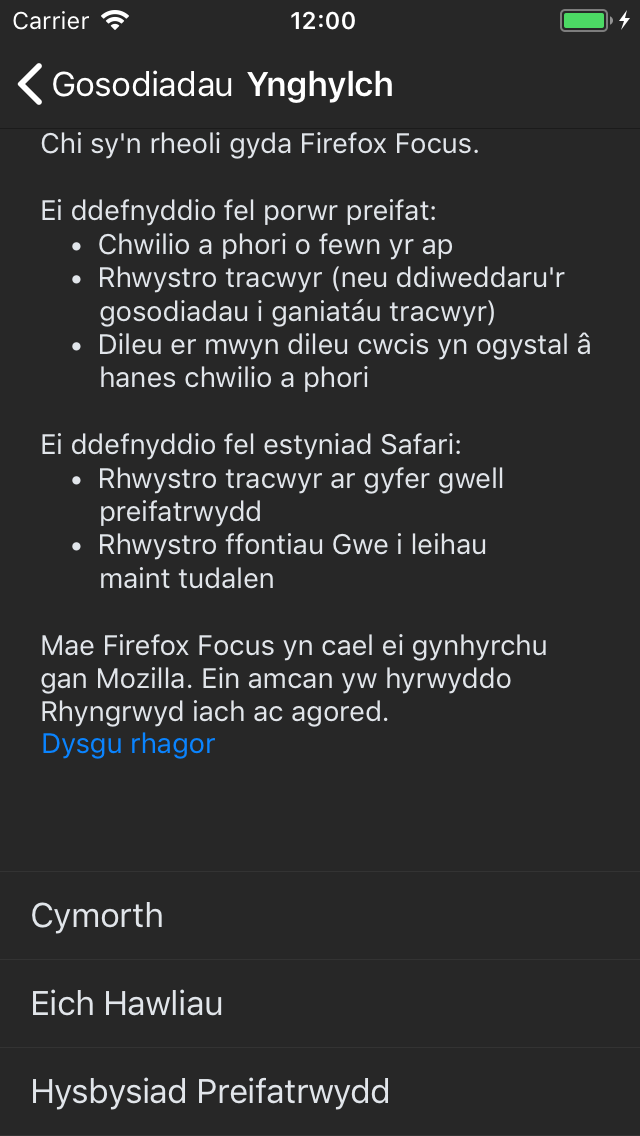 Carrier 12:00
Gosodiadau Ynghylch
Chi sy'n rheoli gyda Firefox Focus.
Ei ddefnyddio fel porwr preifat:
• Chwilio a phori o fewn yr ap
• Rhwystro tracwyr (neu ddiweddaru'r
gosodiadau i ganiatáu tracwyr)
• Dileu er mwyn dileu cwcis yn ogystal â
hanes chwilio a phori
Ei ddefnyddio fel estyniad Safari:
• Rhwystro tracwyr ar gyfer gwell
preifatrwydd
• Rhwystro ffontiau Gwe i leihau
maint tudalen
Mae Firefox Focus yn cael ei gynhyrchu
gan Mozilla. Ein amcan yw hyrwyddo
Rhyngrwyd iach ac agored.
Dysgu rhagor
Cymorth
Eich Hawliau
Hysbysiad Preifatrwydd